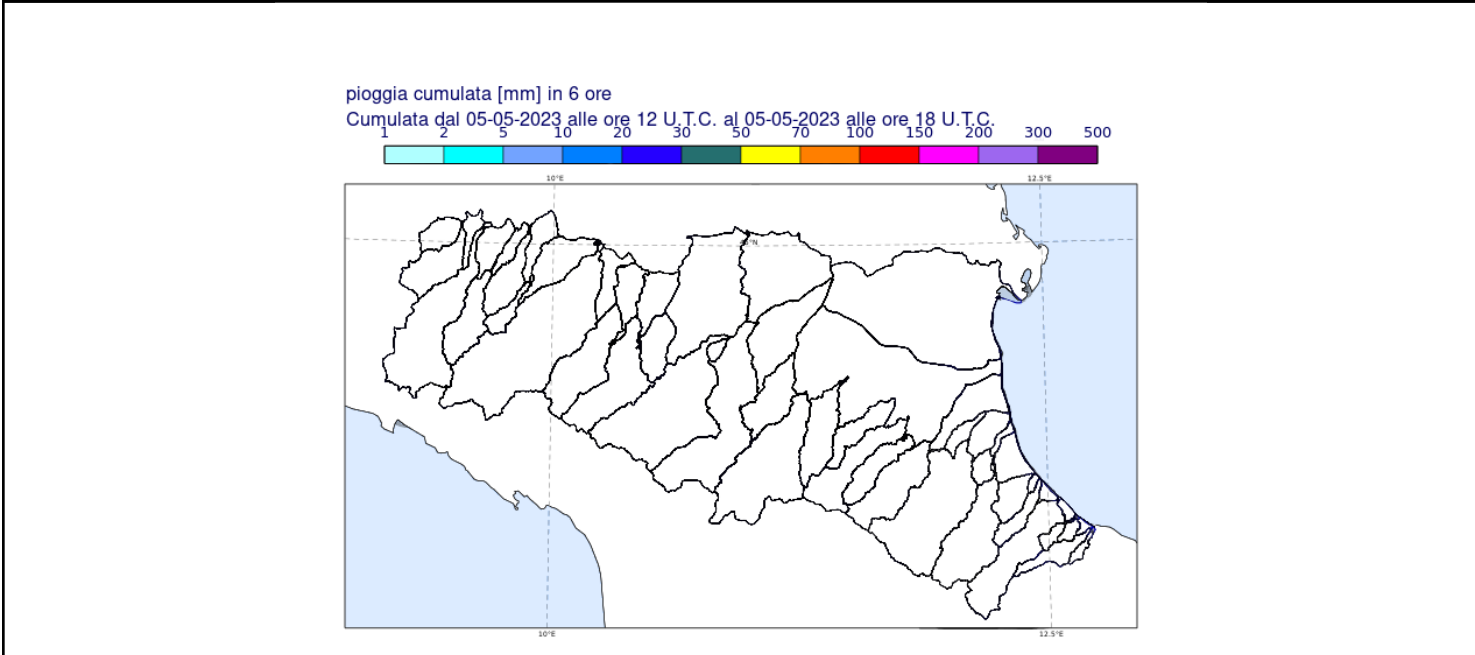 pioggia cumulata [mm] in 6 ore
Cumulata dal 05-05-2023 alle ore 12 U.T.C. al 05-05-2023 alle ore 18 U.T.C.
1 2 5 10 20 30 50 70 100 150 200 300 500
10°E 12.5°E
10°E 12.5°E